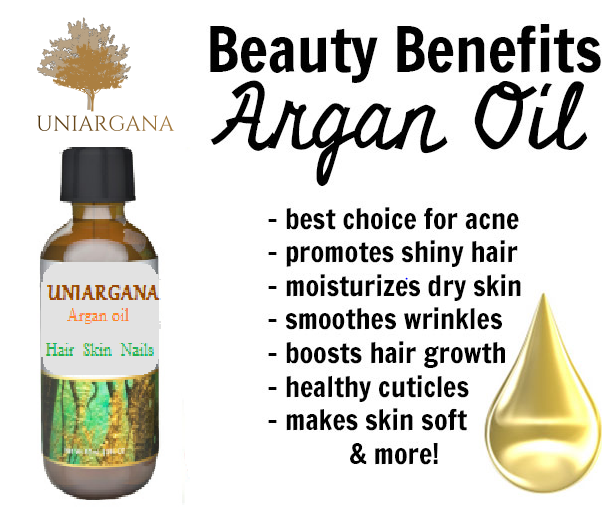 UNIARGANA
Beauty Benefits
Argan Oil
UNIARGANA
Argan oil
Hair Skin Nails
- best choice for acne
- promotes shiny hair
- moisturizes dry skin
- smoothes wrinkles
- boosts hair growth
- healthy cuticles
- makes skin soft
& more!